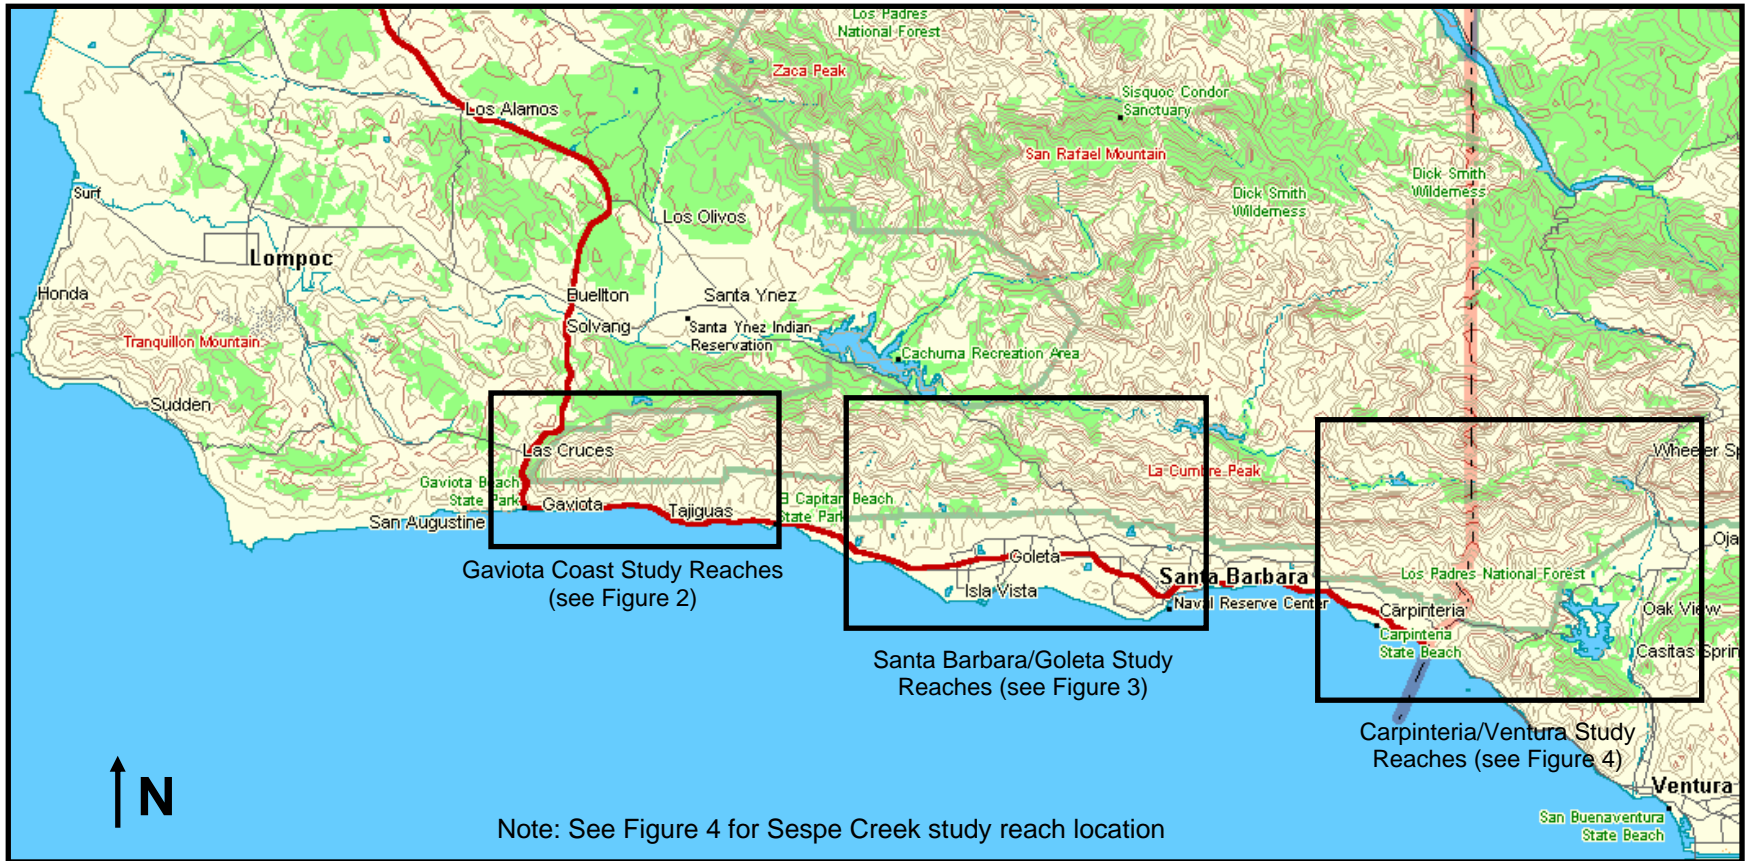 Los Padres
National Forest
Zaca Peak
Sisquoc Condor
Sanctuary
Los Alamos
San Rafael Mountain
Dick Smith
Wilderness
Dick Smith
Wilderness
Surf
Los Olivos
Lompoc
Honda
Buellton
Santa Ynez
Solvang
Santa Ynez Indian
Reservation
Tranquillon Mountain
Cachuma Recreation Area
Sudden
Las Cruces
Wheeler Sp
La Cumbre Peak
Gaviota Beach
State Park
Gaviota
Tajiguas
El Capitan Beach
State Park
San Augustine
Oja
Goleta
Gaviota Coast Study Reaches
(see Figure 2)
Isla Vista
Santa Barbara
Naval Reserve Center
Los Padres National Forest
Carpinteria
Oak View
Carpinteria
State Beach
Casitas Sprin
Santa Barbara/Goleta Study
Reaches (see Figure 3)
Carpinteria/Ventura Study
Reaches (see Figure 4)
N
Ventura
San Buenaventura
State Beach
Note: See Figure 4 for Sespe Creek study reach location